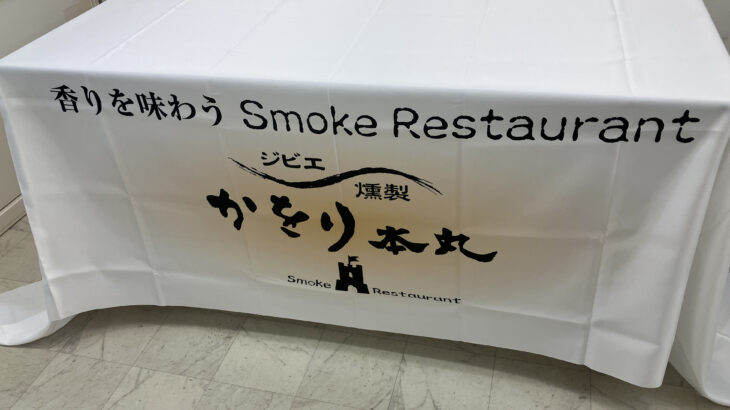 香りを味わう Smoke Restaurant
ジビエ
燻製
かをり本丸
Smoke Restaurant